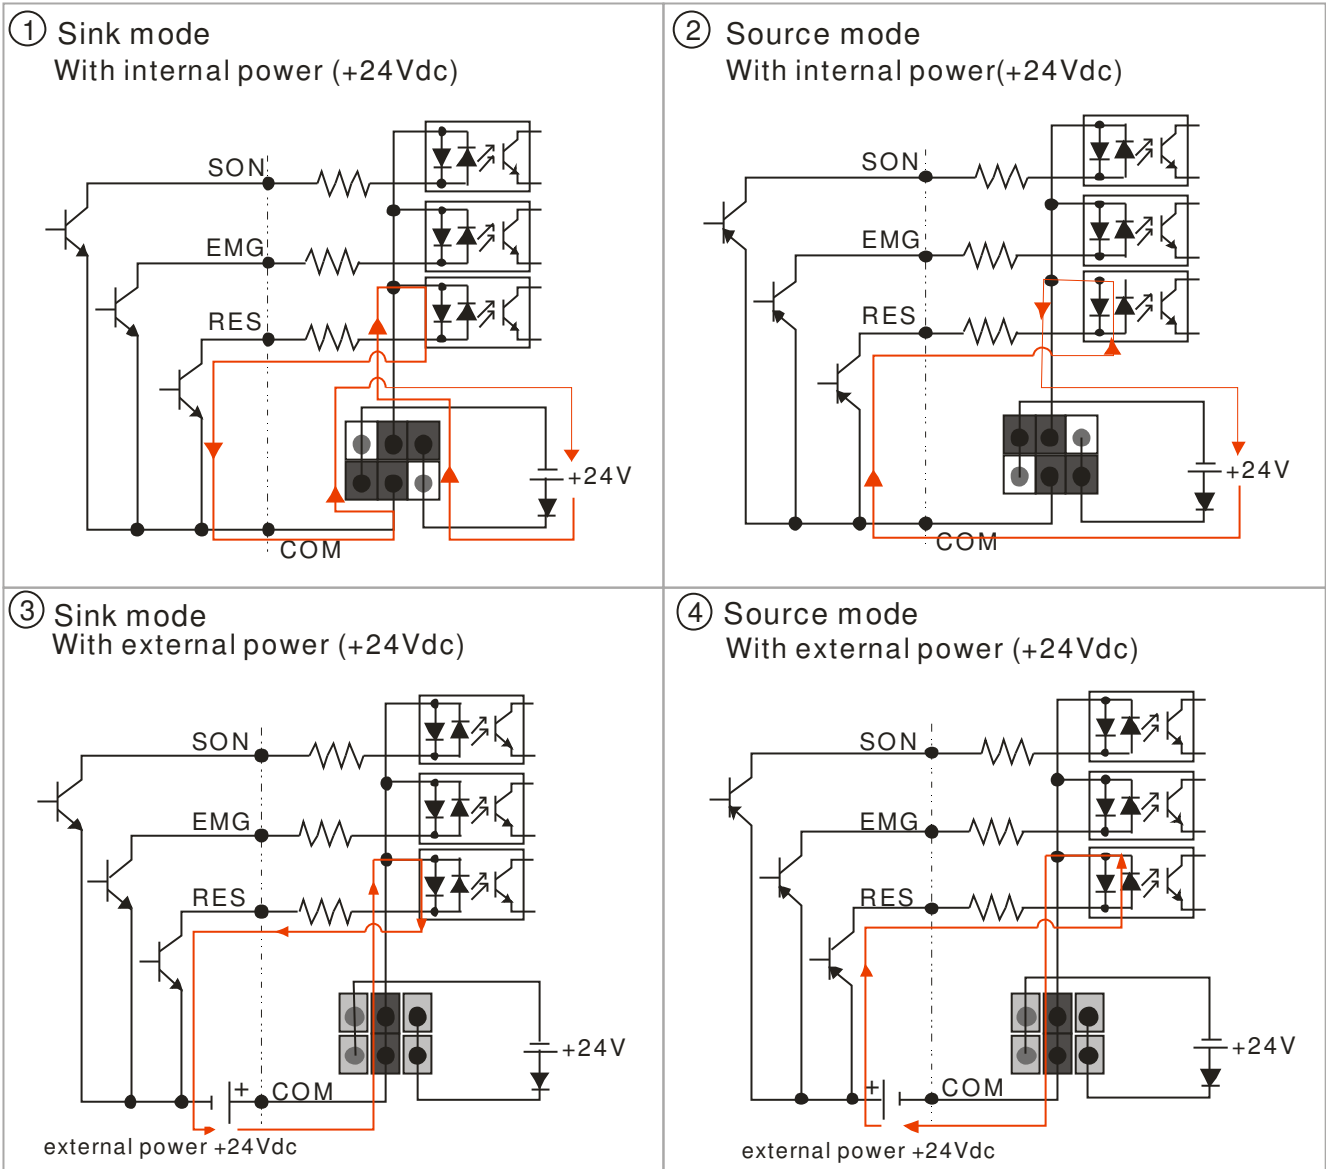 1 Sink mode
With internal power (+24Vdc)
SON
EMG
RES
+24V
COM
2 Source mode
With internal power(+24Vdc)
SON
EMG
RES
+24V
COM
3 Sink mode
With external power (+24Vdc)
SON
EMG
RES
+24V
+
COM
external power +24Vdc
4 Source mode
With external power (+24Vdc)
SON
EMG
RES
+24V
+
COM
external power +24Vdc